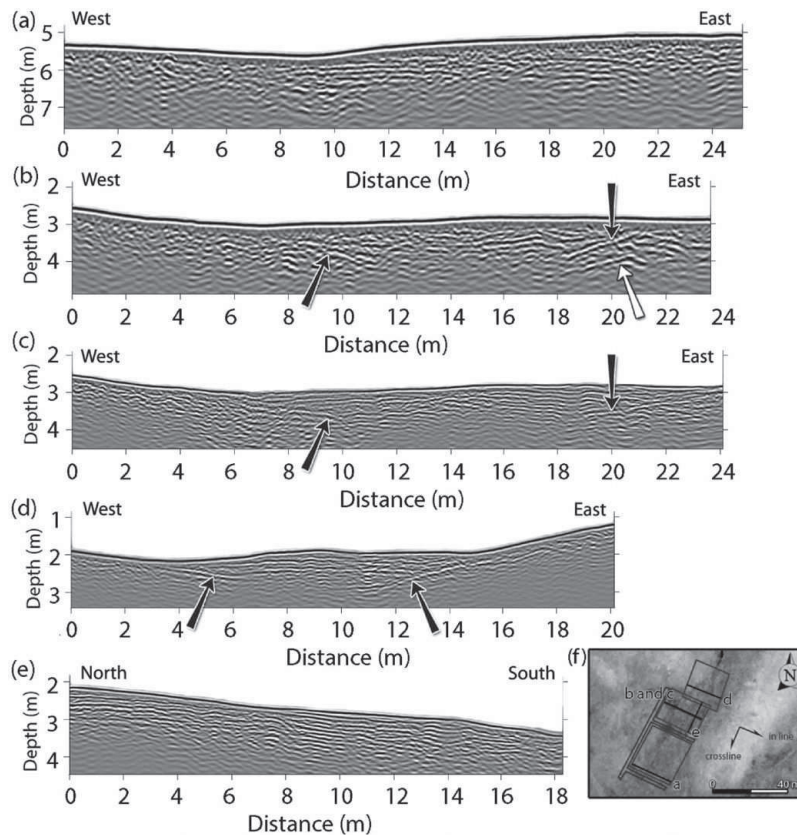 (a) West East
Depth (m)
5
6
7
0 2 4 6 8 10 12 14 16 18 20 22 24
Distance (m)
(b) West East
Depth (m)
2
3
4
0 2 4 6 8 10 12 14 16 18 20 22 24
Distance (m)
(c) West East
Depth (m)
2
3
4
0 2 4 6 8 10 12 14 16 18 20 22 24
Distance (m)
(d) West East
Depth (m)
1
2
3
0 2 4 6 8 10 12 14 16 18 20
Distance (m)
(e) North South
Depth (m)
2
3
4
0 2 4 6 8 10 12 14 16 18
Distance (m)
(f)
N
b and c
d
e
in line
crossline
a
0 40